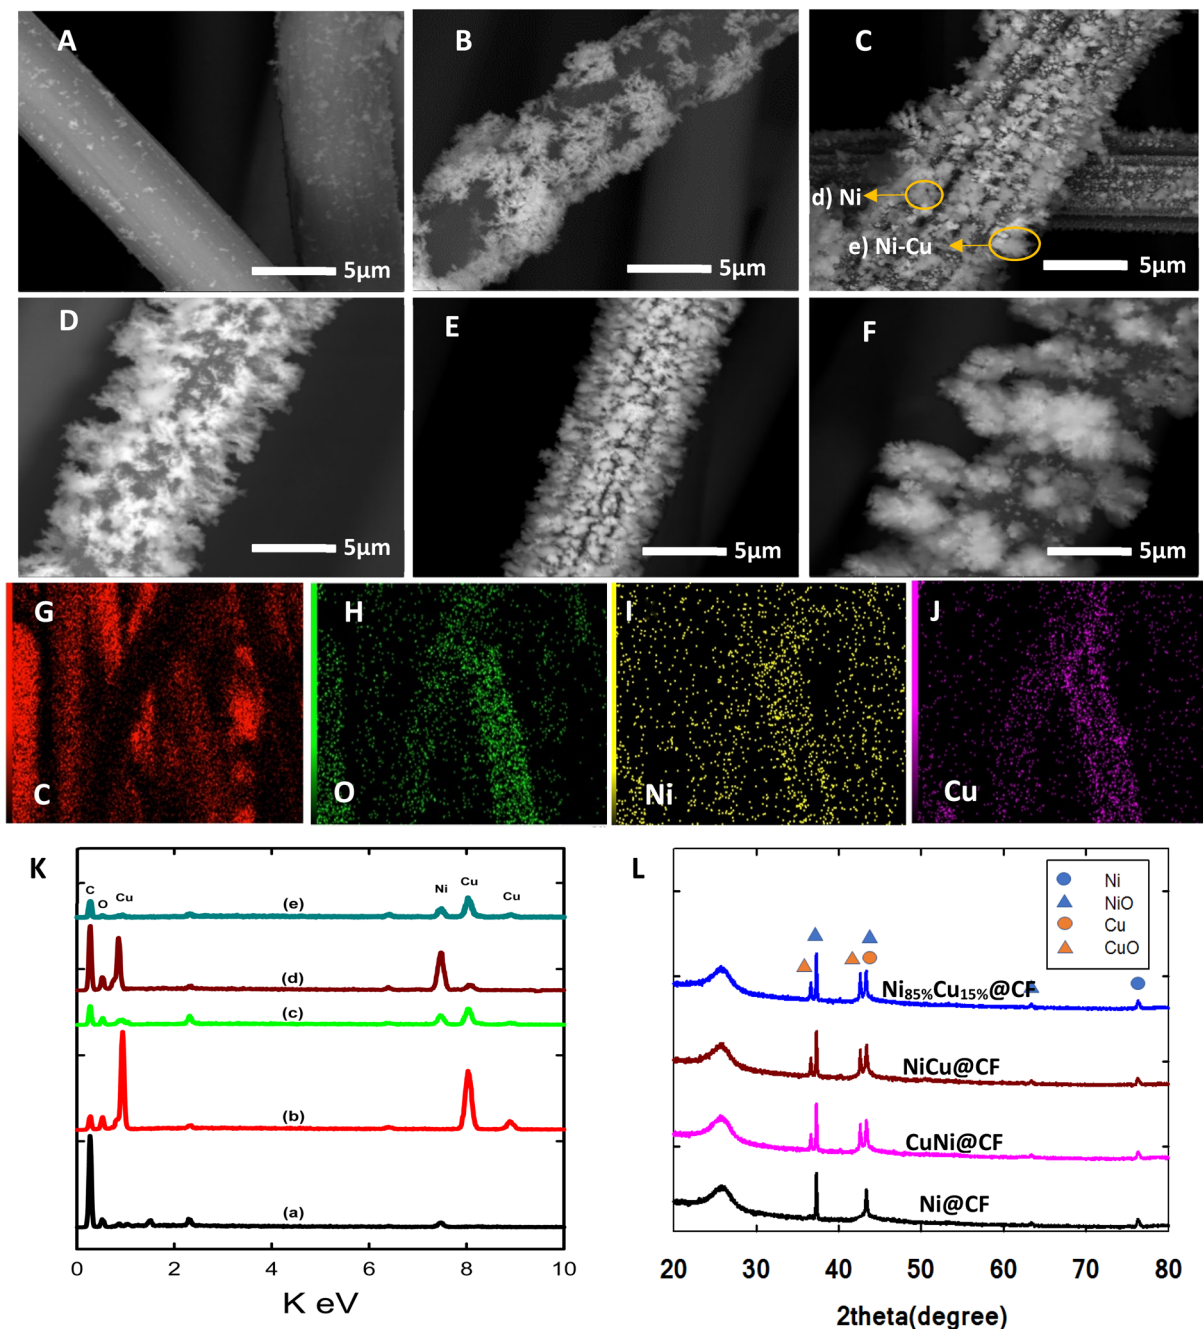 A
5μm
B
5μm
C
d) Ni
e) Ni-Cu
5μm
D
5μm
E
5μm
F
5μm
G
C
H
O
I
Ni
J
Cu
K
C
O
Cu
Ni
Cu
Cu
(e)
(d)
(c)
(b)
(a)
0 2 4 6 8 10
K eV
L
Ni
NiO
Cu
CuO
Ni85%Cu15%@CF
NiCu@CF
CuNi@CF
Ni@CF
20 30 40 50 60 70 80
2theta(degree)